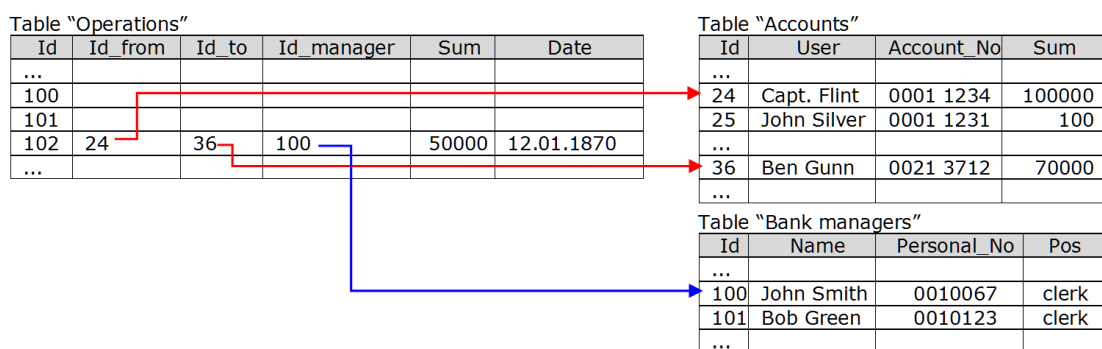 Table “Operations”
Id Id_from Id_to Id_manager Sum Date
...
100
101
102 24 36 100 50000 12.01.1870
...
Table “Accounts”
Id User Account_No Sum
...
24 Capt. Flint 0001 1234 100000
25 John Silver 0001 1231 100
...
36 Ben Gunn 0021 3712 70000
...
Table “Bank managers”
Id Name Personal_No Pos
...
100 John Smith 0010067 clerk
101 Bob Green 0010123 clerk
...